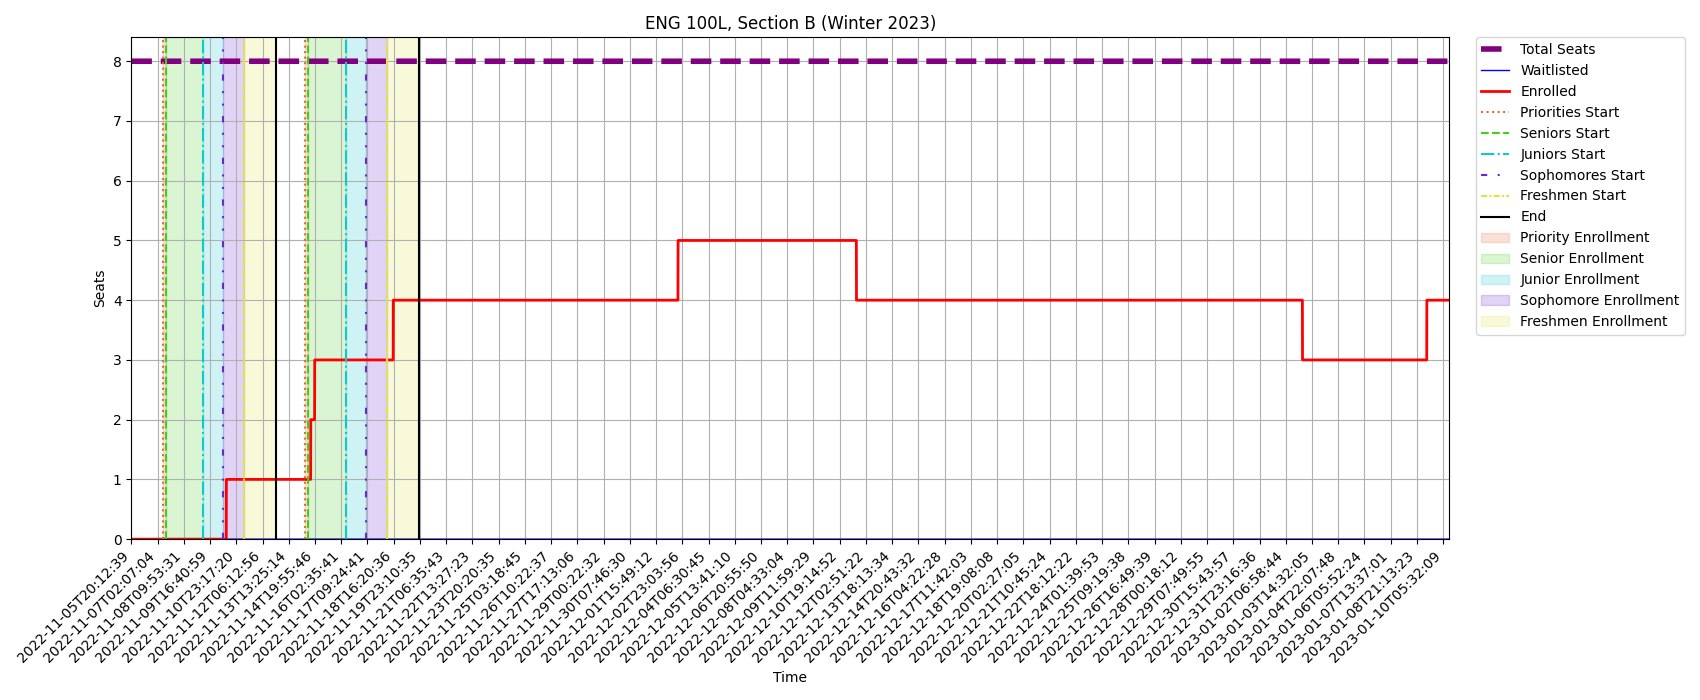 ENG 100L, Section B (Winter 2023)
Seats
8
7
6
5
4
3
2
1
0
2022-11-05T20:12:39
2022-11-07T02:07:04
2022-11-08T09:53:31
2022-11-09T16:40:59
2022-11-10T23:17:20
2022-11-12T06:12:56
2022-11-13T13:25:14
2022-11-14T19:55:46
2022-11-16T02:35:41
2022-11-17T09:24:41
2022-11-18T16:20:36
2022-11-19T23:10:35
2022-11-21T06:35:43
2022-11-23T13:27:23
2022-11-23T20:20:35
2022-11-25T03:18:45
2022-11-26T10:22:37
2022-11-27T17:13:06
2022-11-29T00:22:32
2022-11-30T07:46:30
2022-12-01T15:49:12
2022-12-02T23:03:56
2022-12-04T06:30:45
2022-12-05T13:41:10
2022-12-06T20:55:50
2022-12-08T04:33:04
2022-12-09T11:59:29
2022-12-10T19:14:52
2022-12-12T02:51:22
2022-12-13T18:13:34
2022-12-14T20:43:32
2022-12-16T04:22:28
2022-12-17T11:42:03
2022-12-18T19:08:08
2022-12-20T02:27:05
2022-12-21T10:45:24
2022-12-22T18:12:22
2022-12-24T01:39:53
2022-12-25T09:19:38
2022-12-26T16:49:39
2022-12-28T00:18:12
2022-12-29T07:49:55
2022-12-30T15:43:57
2022-12-31T23:16:36
2023-01-02T06:58:44
2023-01-03T14:32:05
2023-01-04T22:07:48
2023-01-06T05:52:24
2023-01-07T13:37:01
2023-01-08T21:13:23
2023-01-10T05:32:09
Time
Total Seats
Waitlisted
Enrolled
Priorities Start
Seniors Start
Juniors Start
Sophomores Start
Freshmen Start
End
Priority Enrollment
Senior Enrollment
Junior Enrollment
Sophomore Enrollment
Freshmen Enrollment